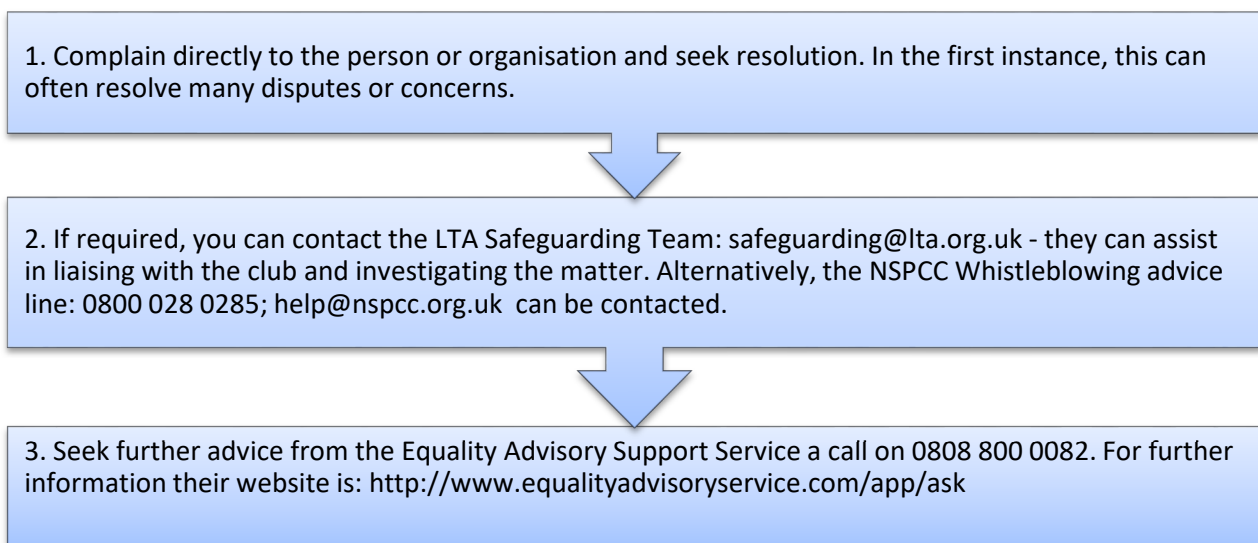 1. Complain directly to the person or organisation and seek resolution. In the first instance, this can
often resolve many disputes or concerns.
2. If required, you can contact the LTA Safeguarding Team: safeguarding@lta.org.uk - they can assist
in liaising with the club and investigating the matter. Alternatively, the NSPCC Whistleblowing advice
line: 0800 028 0285; help@nspcc.org.uk  can be contacted.
3. Seek further advice from the Equality Advisory Support Service a call on 0808 800 0082. For further
information their website is: http://www.equalityadvisoryservice.com/app/ask